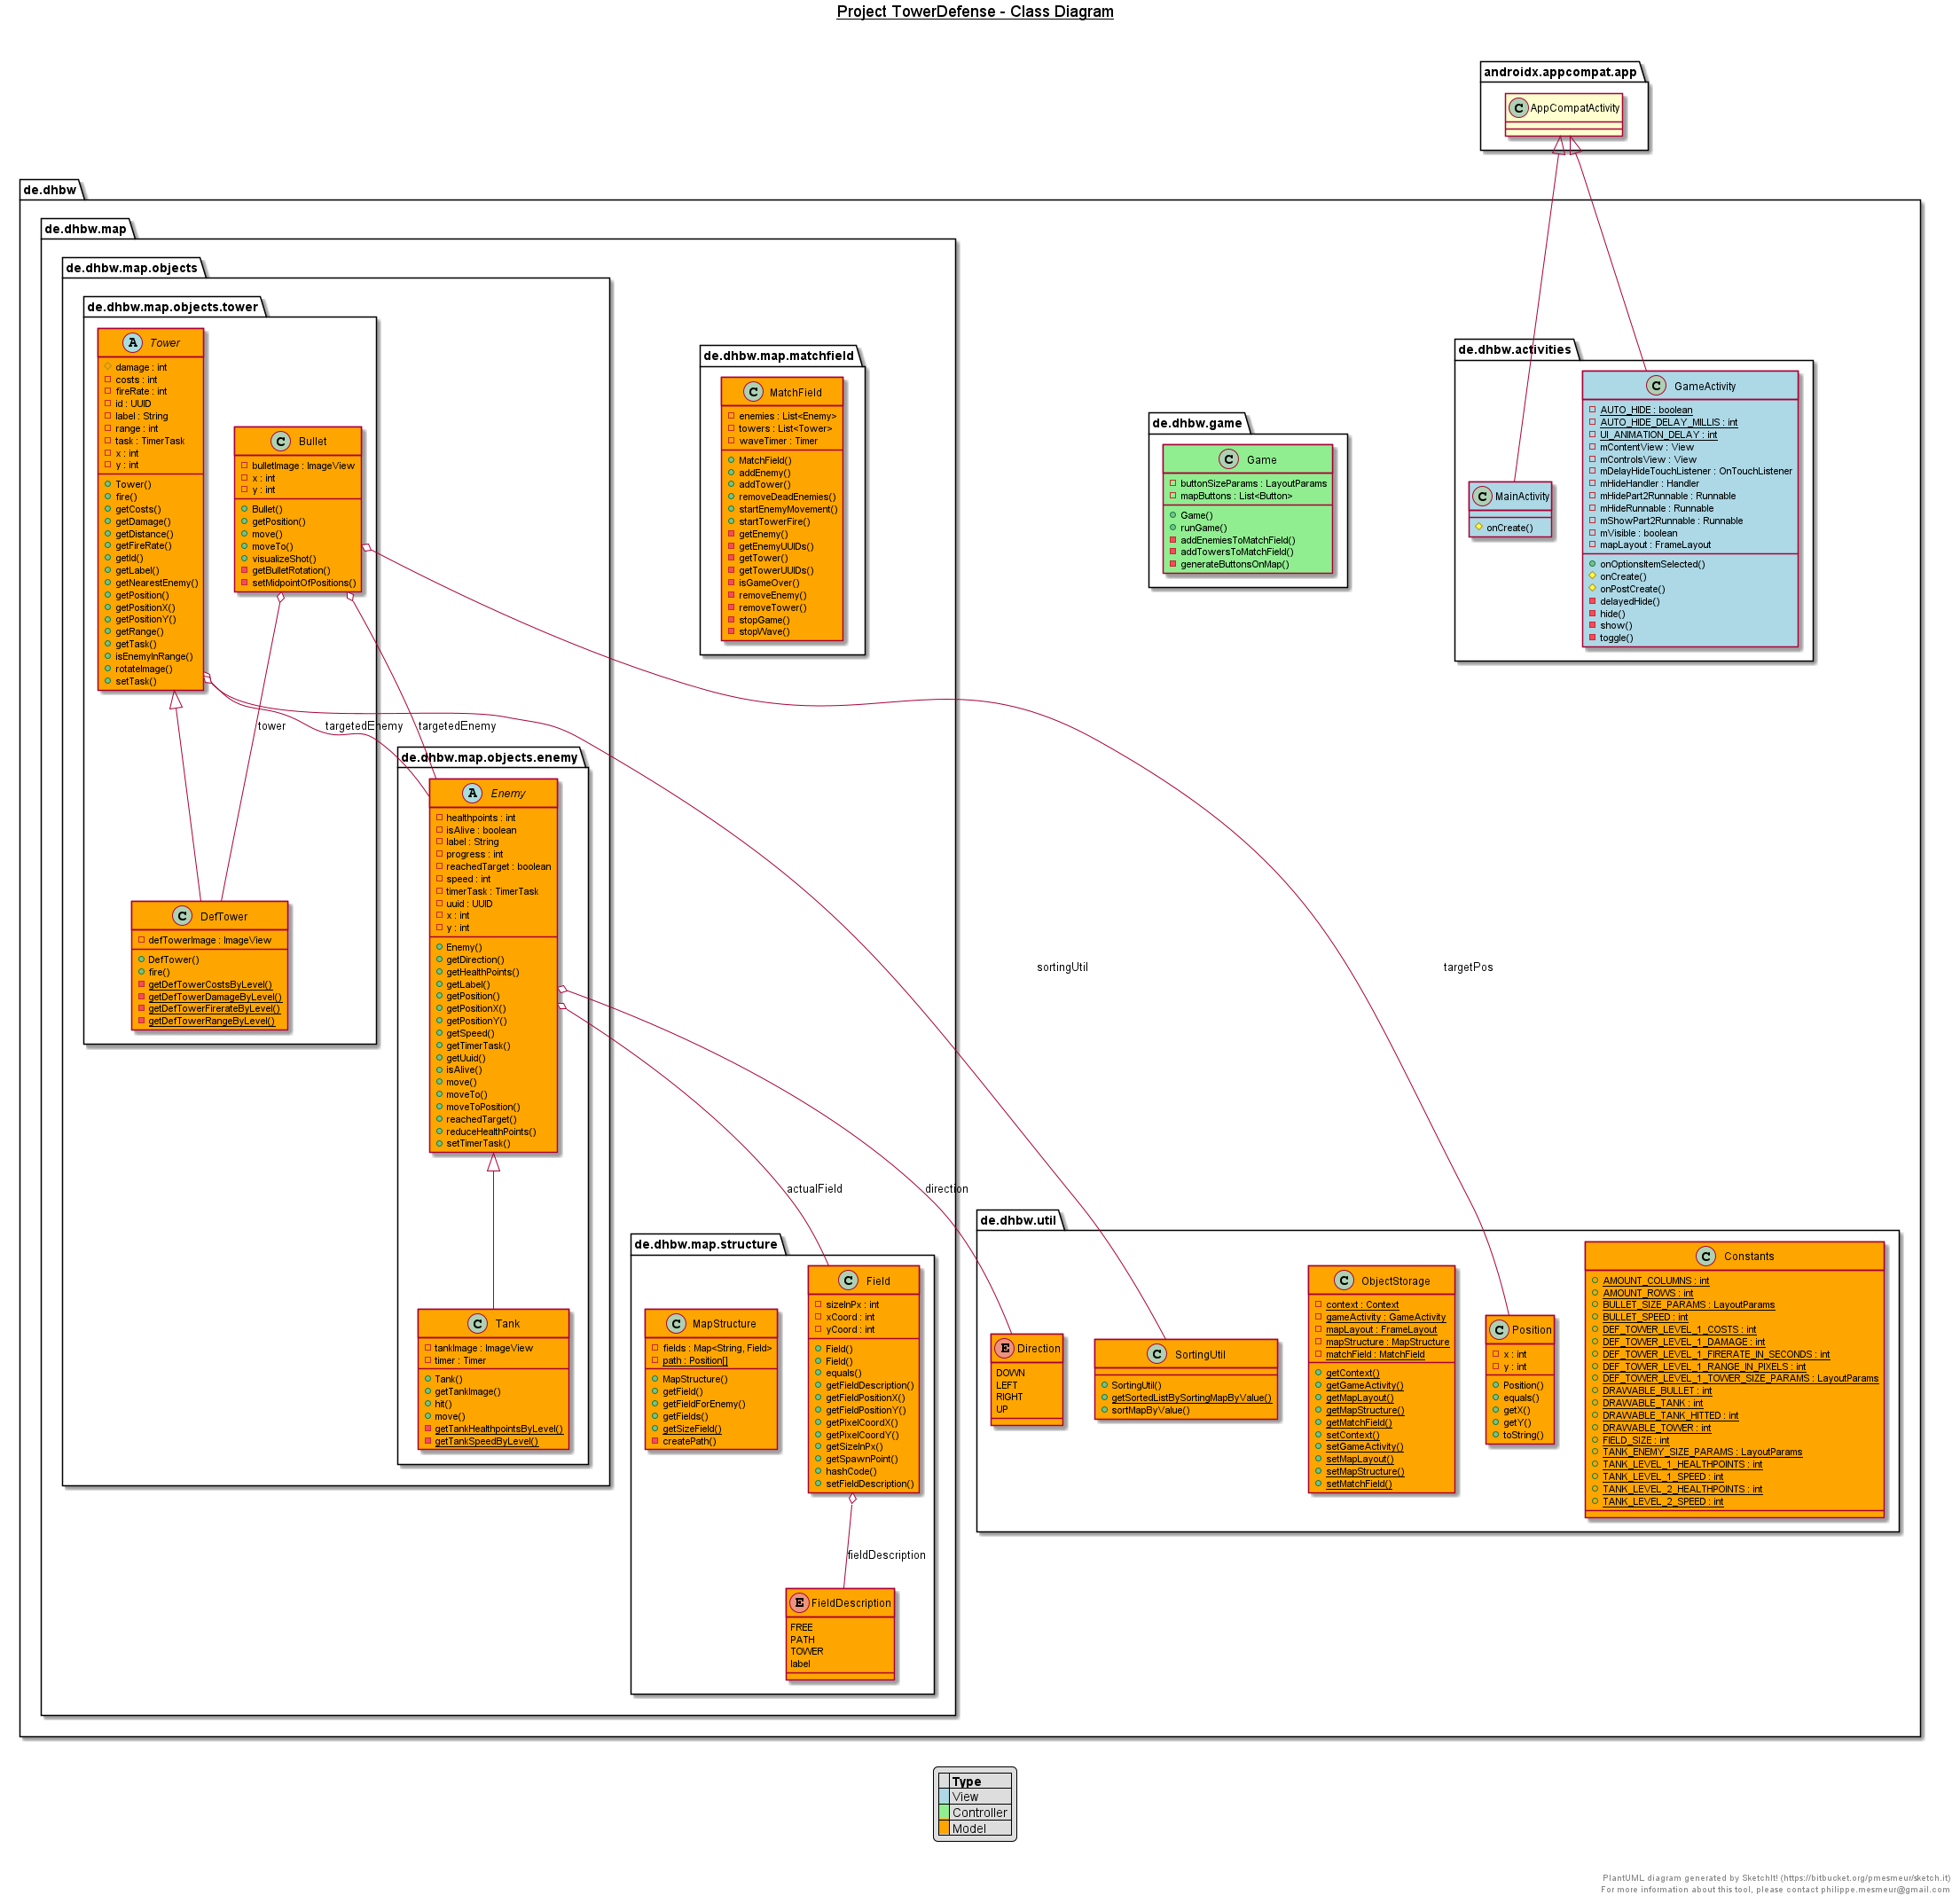 Project TowerDefense - Class Diagram
androidx.appcompat.app
C AppCompatActivity
de.dhbw
de.dhbw.map
de.dhbw.map.objects
de.dhbw.map.objects.tower
A Tower
damage : int
costs : int
fireRate : int
id : UUID
label : String
range : int
task : TimerTask
x : int
y : int
Tower()
fire()
getCosts()
getDamage()
getDistance()
getFireRate()
getId()
getLabel()
getNearestEnemy()
getPosition()
getPositionX()
getPositionY()
getRange()
getTask()
isEnemyInRange()
rotateImage()
setTask()
C Bullet
bulletImage : ImageView
x : int
y : int
Bullet()
getPosition()
move()
moveTo()
visualizeShot()
getBulletRotation()
setMidpointOfPositions()
de.dhbw.map.matchfield
C MatchField
enemies : List<Enemy>
towers : List<Tower>
waveTimer : Timer
MatchField()
addEnemy()
addTower()
removeDeadEnemies()
startEnemyMovement()
startTowerFire()
getEnemy()
getEnemyUUIDs()
getTower()
getTowerUUIDs()
isGameOver()
removeEnemy()
removeTower()
stopGame()
stopWave()
de.dhbw.game
C Game
buttonSizeParams : LayoutParams
mapButtons : List<Button>
Game()
runGame()
addEnemiesToMatchField()
addTowersToMatchField()
generateButtonsOnMap()
de.dhbw.activities
C MainActivity
onCreate()
C GameActivity
AUTO_HIDE : boolean
AUTO_HIDE_DELAY_MILLIS : int
UI_ANIMATION_DELAY : int
mContentView : View
mControlsView : View
mDelayHideTouchListener : OnTouchListener
mHideHandler : Handler
mHidePart2Runnable : Runnable
mHideRunnable : Runnable
mShowPart2Runnable : Runnable
mVisible : boolean
mapLayout : FrameLayout
onOptionsItemSelected()
onCreate()
onPostCreate()
delayedHide()
hide()
show()
toggle()
tower
targetedEnemy
targetedEnemy
de.dhbw.map.objects.enemy
A Enemy
healthpoints : int
isAlive : boolean
label : String
progress : int
reachedTarget : boolean
speed : int
timerTask : TimerTask
uuid : UUID
x : int
y : int
Enemy()
getDirection()
getHealthPoints()
getLabel()
getPosition()
getPositionX()
getPositionY()
getSpeed()
getTimerTask()
getUuid()
isAlive()
move()
moveTo()
moveToPosition()
reachedTarget()
reduceHealthPoints()
setTimerTask()
C DefTower
defTowerImage : ImageView
DefTower()
fire()
getDefTowerCostsByLevel()
getDefTowerDamageByLevel()
getDefTowerFirerateByLevel()
getDefTowerRangeByLevel()
sortingUtil
targetPos
actualField
direction
C Tank
tankImage : ImageView
timer : Timer
Tank()
getTankImage()
hit()
move()
getTankHealthpointsByLevel()
getTankSpeedByLevel()
de.dhbw.map.structure
C MapStructure
fields : Map<String, Field>
path : Position[]
MapStructure()
getField()
getFieldForEnemy()
getFields()
getSizeField()
createPath()
C Field
sizeInPx : int
xCoord : int
yCoord : int
Field()
Field()
equals()
getFieldDescription()
getFieldPositionX()
getFieldPositionY()
getPixelCoordX()
getPixelCoordY()
getSizeInPx()
getSpawnPoint()
hashCode()
setFieldDescription()
fieldDescription
E FieldDescription
FREE
PATH
TOWER
label
de.dhbw.util
E Direction
DOWN
LEFT
RIGHT
UP
C SortingUtil
SortingUtil()
getSortedListBySortingMapByValue()
sortMapByValue()
C ObjectStorage
context : Context
gameActivity : GameActivity
mapLayout : FrameLayout
mapStructure : MapStructure
matchField : MatchField
getContext()
getGameActivity()
getMapLayout()
getMapStructure()
getMatchField()
setContext()
setGameActivity()
setMapLayout()
setMapStructure()
setMatchField()
C Position
x : int
y : int
Position()
equals()
getX()
getY()
toString()
C Constants
AMOUNT_COLUMNS : int
AMOUNT_ROWS : int
BULLET_SIZE_PARAMS : LayoutParams
BULLET_SPEED : int
DEF_TOWER_LEVEL_1_COSTS : int
DEF_TOWER_LEVEL_1_DAMAGE : int
DEF_TOWER_LEVEL_1_FIRERATE_IN_SECONDS : int
DEF_TOWER_LEVEL_1_RANGE_IN_PIXELS : int
DEF_TOWER_LEVEL_1_TOWER_SIZE_PARAMS : LayoutParams
DRAWABLE_BULLET : int
DRAWABLE_TANK : int
DRAWABLE_TANK_HITTED : int
DRAWABLE_TOWER : int
FIELD_SIZE : int
TANK_ENEMY_SIZE_PARAMS : LayoutParams
TANK_LEVEL_1_HEALTHPOINTS : int
TANK_LEVEL_1_SPEED : int
TANK_LEVEL_2_HEALTHPOINTS : int
TANK_LEVEL_2_SPEED : int
Type
View
Controller
Model
PlantUML diagram generated by SketchIt! (https://bitbucket.org/pmesmeur/sketch.it)
For more information about this tool, please contact philippe.mesmeur@gmail.com